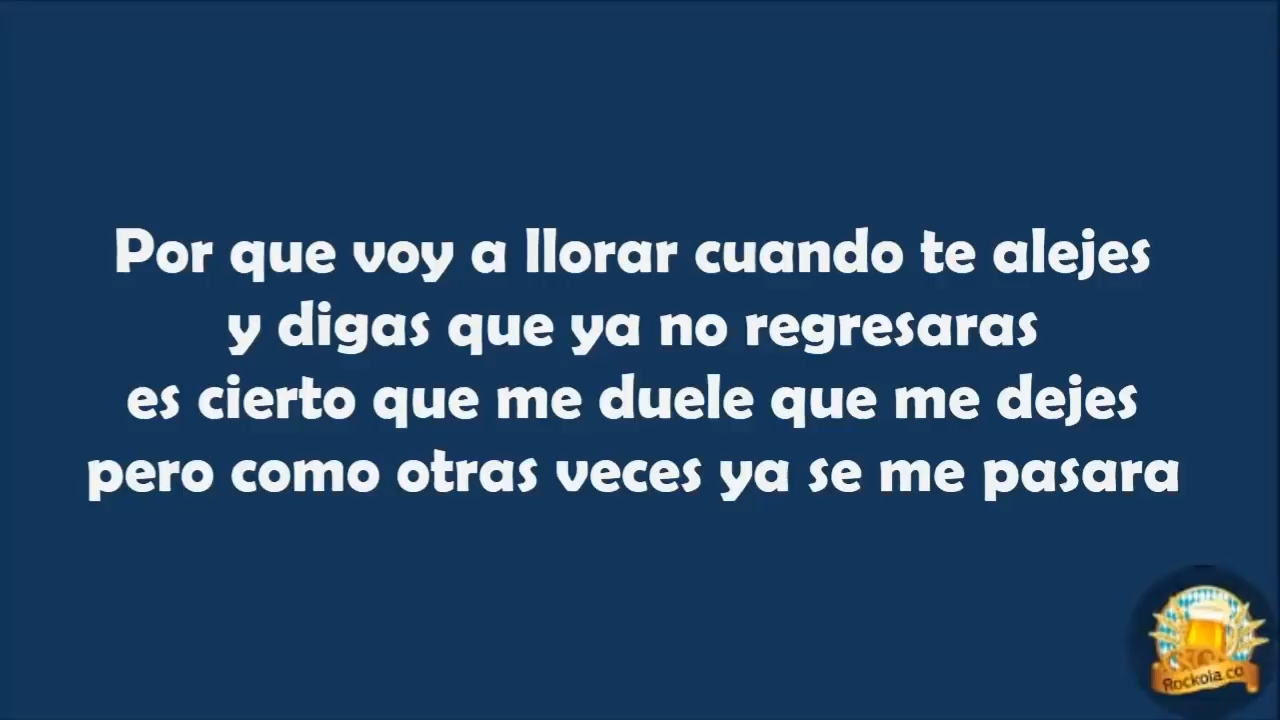 Por que voy a llorar cuando te alejes
y digas que ya no regresaras
es cierto que me duele que me dejes
pero como otras veces ya se me pasara
Rockola.co